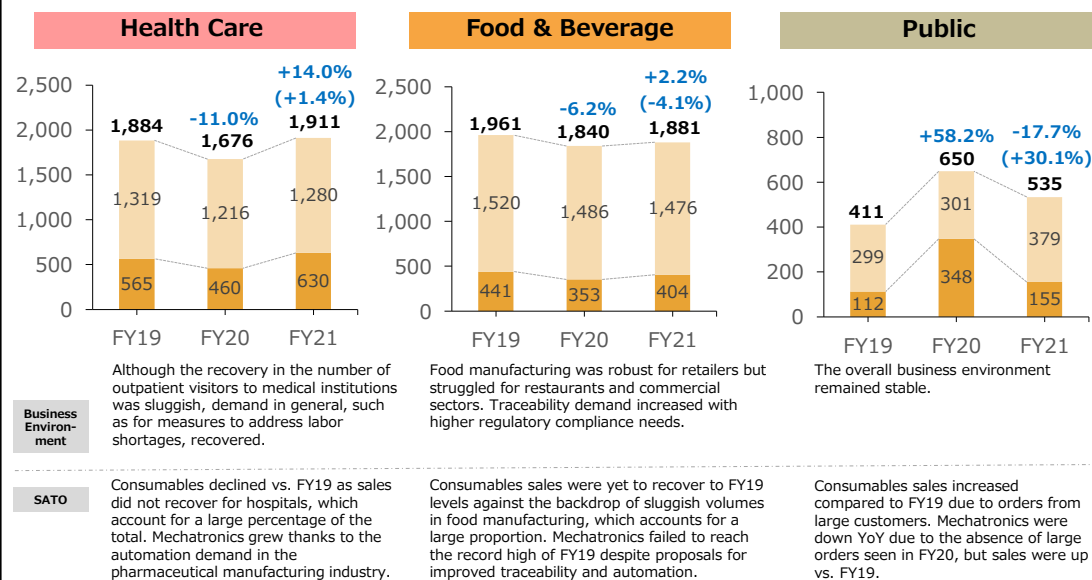 Health Care
Food & Beverage
Public
+14.0%
(+1.4%)
-11.0%
2,500
2,000
1,500
1,000
500
0
1,884
1,676
1,911
1,319
1,216
1,280
565
460
630
FY19
FY20
FY21
+2.2%
(-4.1%)
-6.2%
2,500
2,000
1,500
1,000
500
0
1,961
1,840
1,881
1,520
1,486
1,476
441
353
404
FY19
FY20
FY21
+58.2%
-17.7%
(+30.1%)
1,000
800
600
400
200
0
411
650
535
299
301
379
112
348
155
FY19
FY20
FY21
Business
Environ-
ment
Although the recovery in the number of
outpatient visitors to medical institutions
was sluggish, demand in general, such
as for measures to address labor
shortages, recovered.
Food manufacturing was robust for retailers but
struggled for restaurants and commercial
sectors. Traceability demand increased with
higher regulatory compliance needs.
The overall business environment
remained stable.
SATO
Consumables declined vs. FY19 as sales
did not recover for hospitals, which
account for a large percentage of the
total. Mechatronics grew thanks to the
automation demand in the
pharmaceutical manufacturing industry.
Consumables sales were yet to recover to FY19
levels against the backdrop of sluggish volumes
in food manufacturing, which accounts for a
large proportion. Mechatronics failed to reach
the record high of FY19 despite proposals for
improved traceability and automation.
Consumables sales increased
compared to FY19 due to orders from
large customers. Mechatronics were
down YoY due to the absence of large
orders seen in FY20, but sales were up
vs. FY19.